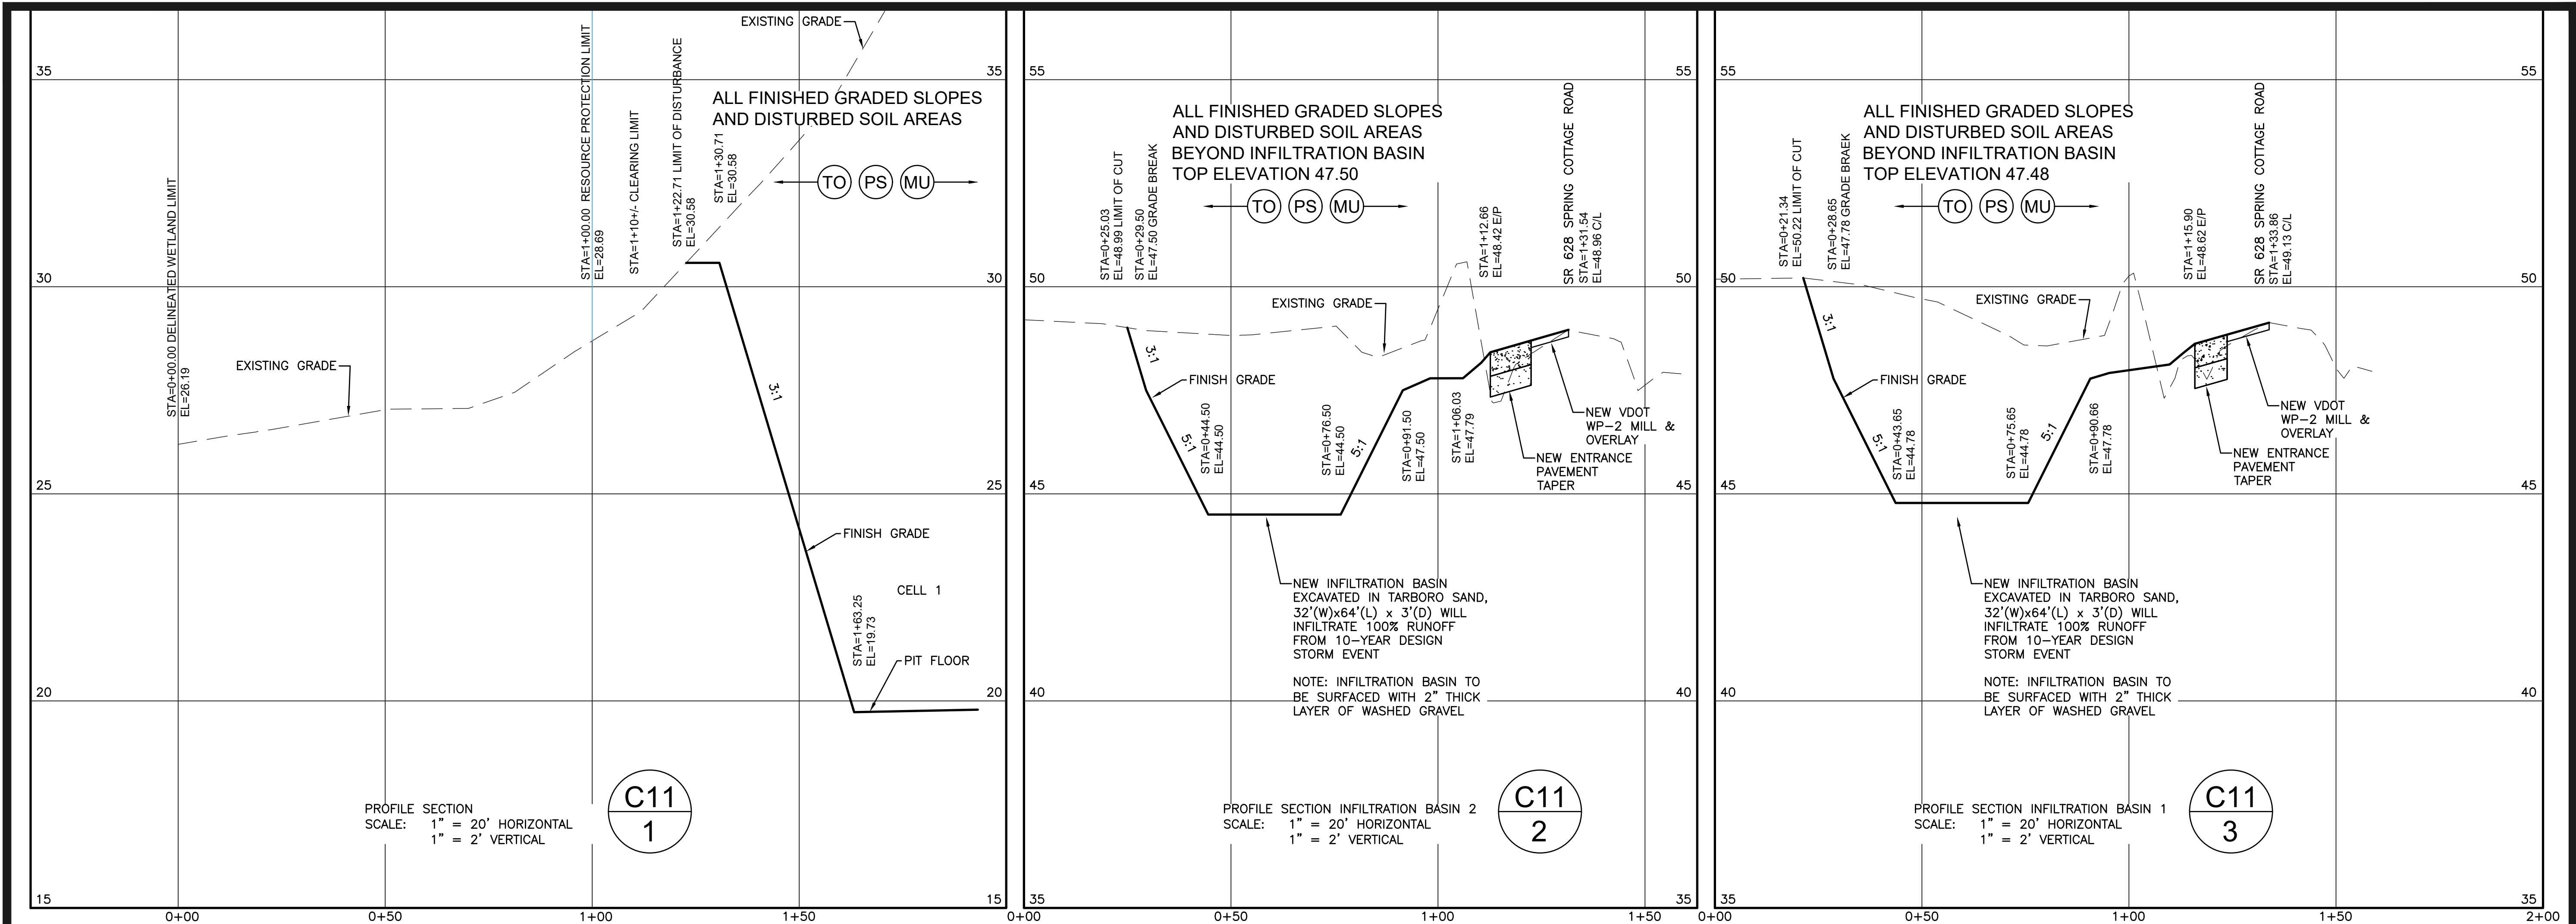 EXISTING GRADE
35
35
STA=0+00.00 DELINEATED WETLAND LIMIT
EL=26.19
STA=1+00.00 RESOURCE PROTECTION LIMIT
EL=28.69
STA=1+10+/- CLEARING LIMIT
STA=1+22.71 LIMIT OF DISTURBANCE
EL=30.58
STA=1+30.71
EL=30.58
ALL FINISHED GRADED SLOPES
AND DISTURBED SOIL AREAS
TO PS MU
30
30
EXISTING GRADE
3:1
25
25
FINISH GRADE
CELL 1
STA=1+63.25
EL=19.73
PIT FLOOR
20
20
PROFILE SECTION
SCALE: 1" = 20' HORIZONTAL
1" = 2' VERTICAL
C11
1
15
15
0+00
0+50
1+00
1+50
55
55
ALL FINISHED GRADED SLOPES
AND DISTURBED SOIL AREAS
BEYOND INFILTRATION BASIN
TOP ELEVATION 47.50
TO PS MU
STA=0+25.03
EL=48.99 LIMIT OF CUT
STA=0+29.50
EL=47.50 GRADE BREAK
STA=1+12.66
EL=48.42 E/P
SR 628 SPRING COTTAGE ROAD
STA=1+31.54
EL=48.96 C/L
50
50
EXISTING GRADE
3:1
FINISH GRADE
5:1
STA=0+44.50
EL=44.50
STA=0+76.50
EL=44.50
5:1
STA=0+91.50
EL=47.50
STA=1+06.03
EL=47.79
NEW VDOT
WP-2 MILL &
OVERLAY
NEW ENTRANCE
PAVEMENT
TAPER
45
45
NEW INFILTRATION BASIN
EXCAVATED IN TARBORO SAND,
32'(W)x64'(L) x 3'(D) WILL
INFILTRATE 100% RUNOFF
FROM 10-YEAR DESIGN
STORM EVENT
NOTE: INFILTRATION BASIN TO
BE SURFACED WITH 2" THICK
LAYER OF WASHED GRAVEL
40
40
PROFILE SECTION INFILTRATION BASIN 2
SCALE: 1" = 20' HORIZONTAL
1" = 2' VERTICAL
C11
2
35
35
0+00
0+50
1+00
1+50
55
55
ALL FINISHED GRADED SLOPES
AND DISTURBED SOIL AREAS
BEYOND INFILTRATION BASIN
TOP ELEVATION 47.48
TO PS MU
STA=0+21.34
EL=50.22 LIMIT OF CUT
STA=0+28.65
EL=47.78 GRADE BRAEK
STA=1+15.90
EL=48.62 E/P
SR 628 SPRING COTTAGE ROAD
STA=1+33.86
EL=49.13 C/L
50
50
EXISTING GRADE
3:1
FINISH GRADE
5:1
STA=0+43.65
EL=44.78
STA=0+75.65
EL=44.78
5:1
STA=0+90.66
EL=47.78
NEW VDOT
WP-2 MILL &
OVERLAY
NEW ENTRANCE
PAVEMENT
TAPER
45
45
NEW INFILTRATION BASIN
EXCAVATED IN TARBORO SAND,
32'(W)x64'(L) x 3'(D) WILL
INFILTRATE 100% RUNOFF
FROM 10-YEAR DESIGN
STORM EVENT
NOTE: INFILTRATION BASIN TO
BE SURFACED WITH 2" THICK
LAYER OF WASHED GRAVEL
40
40
PROFILE SECTION INFILTRATION BASIN 1
SCALE: 1" = 20' HORIZONTAL
1" = 2' VERTICAL
C11
3
35
35
0+00
0+50
1+00
1+50
2+00